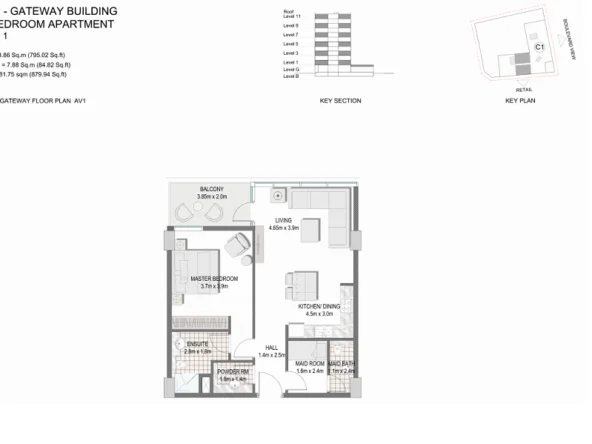 - GATEWAY BUILDING
EDROOM APARTMENT
1
.86 Sq.m (795.02 Sq.ft)
= 7.88 Sq.m (84.82 Sq.ft)
81.75 sqm (879.94 Sq.ft)
GATEWAY FLOOR PLAN AV1
Roof
Level 11
Level 9
Level 7
Level 5
Level 3
Level 1
Level G
Level B
KEY SECTION
C1
BOULEVARD VIEW
RETAIL
KEY PLAN
BALCONY
3.85m x 2.0m
LIVING
4.65m x 3.9m
MASTER BEDROOM
3.7m x 3.9m
KITCHEN/ DINING
4.5m x 3.0m
ENSUITE
2.8m x 1.8m
HALL
1.4m x 2.5m
POWDER RM
1.8m x 1.4m
MAID ROOM
1.8m x 2.4m
MAID BATH
1.1m x 2.4m